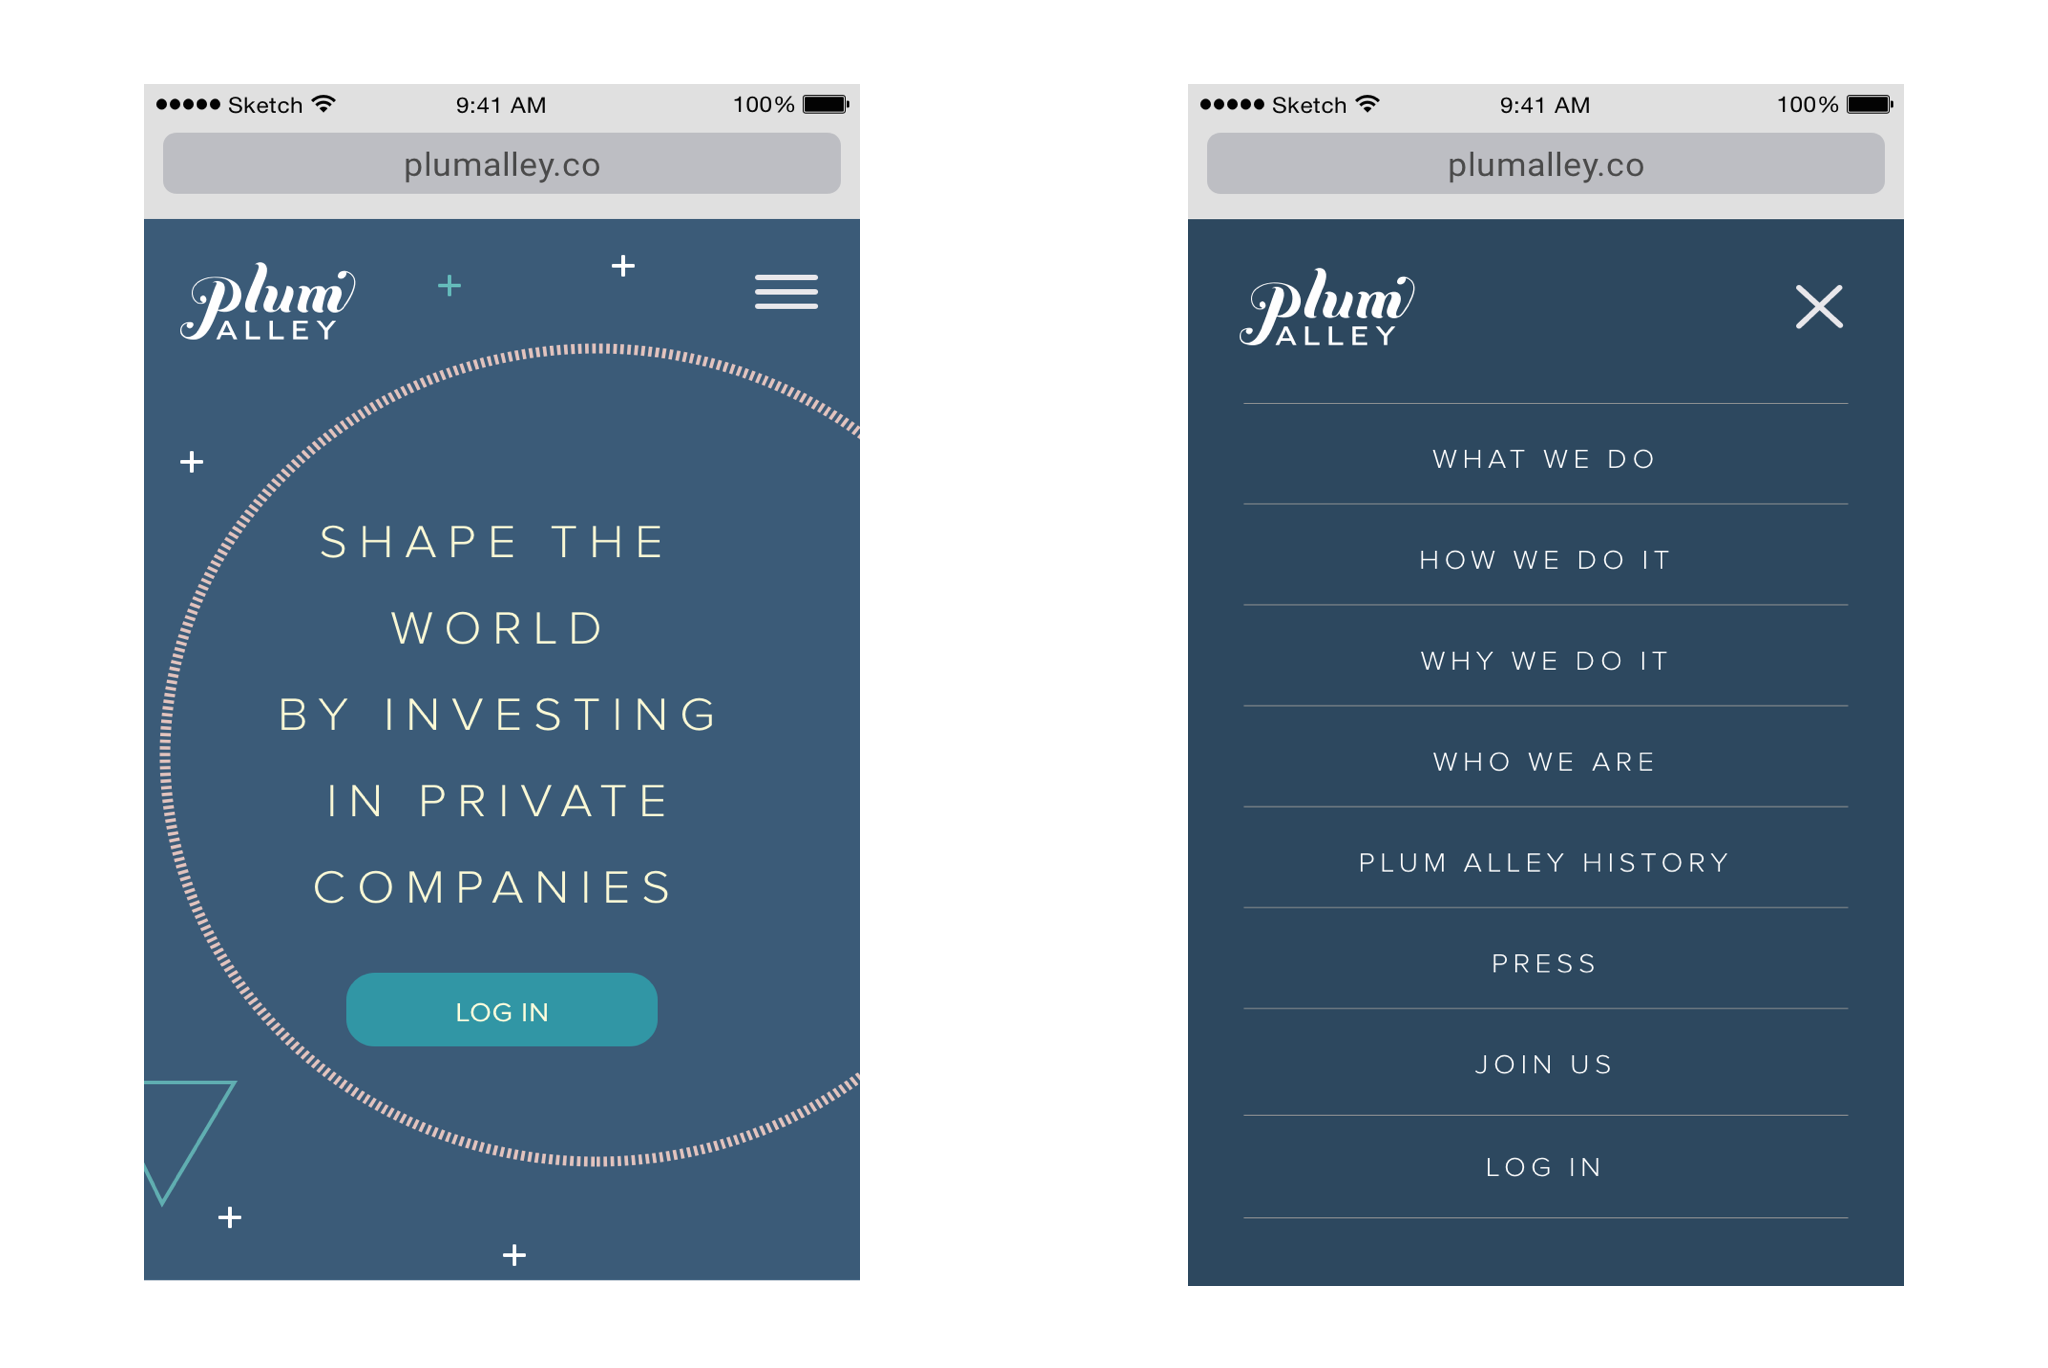 Sketch 9:41 AM 100%
plumalley.co
plum
ALLEY
SHAPE THE
WORLD
BY INVESTING
IN PRIVATE
COMPANIES
LOG IN
Sketch 9:41 AM 100%
plumalley.co
plum
ALLEY
WHAT WE DO
HOW WE DO IT
WHY WE DO IT
WHO WE ARE
PLUM ALLEY HISTORY
PRESS
JOIN US
LOG IN